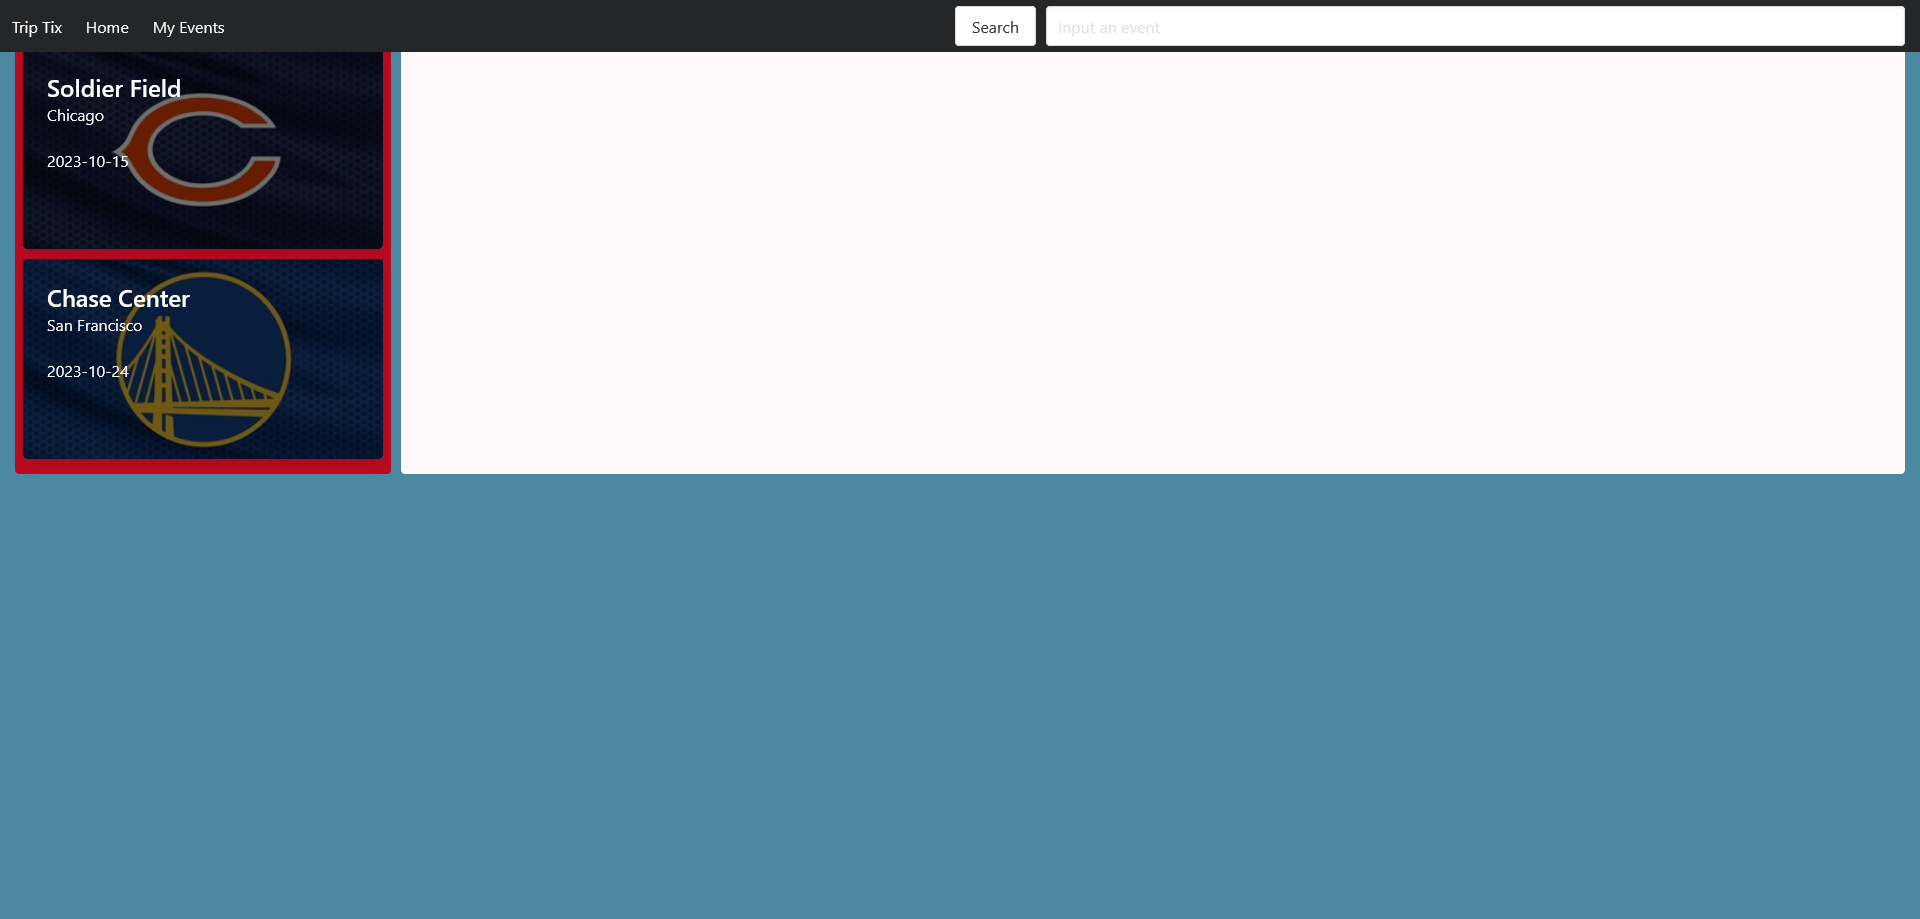 Trip Tix Home My Events Search Input an event
Soldier Field
Chicago
2023-10-15
Chase Center
San Francisco
2023-10-24